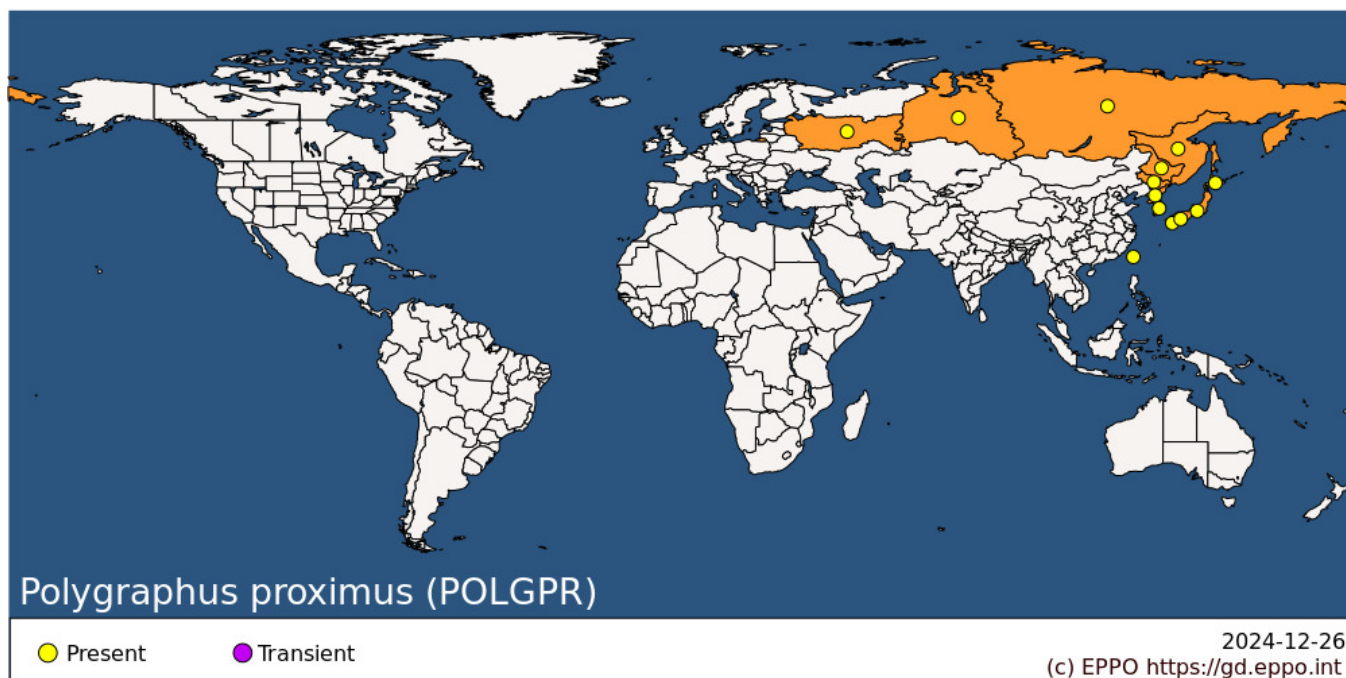 Polygraphus proximus (POLGPR)
Present
Transient
2024-12-26
(c) EPPO https://gd.eppo.int